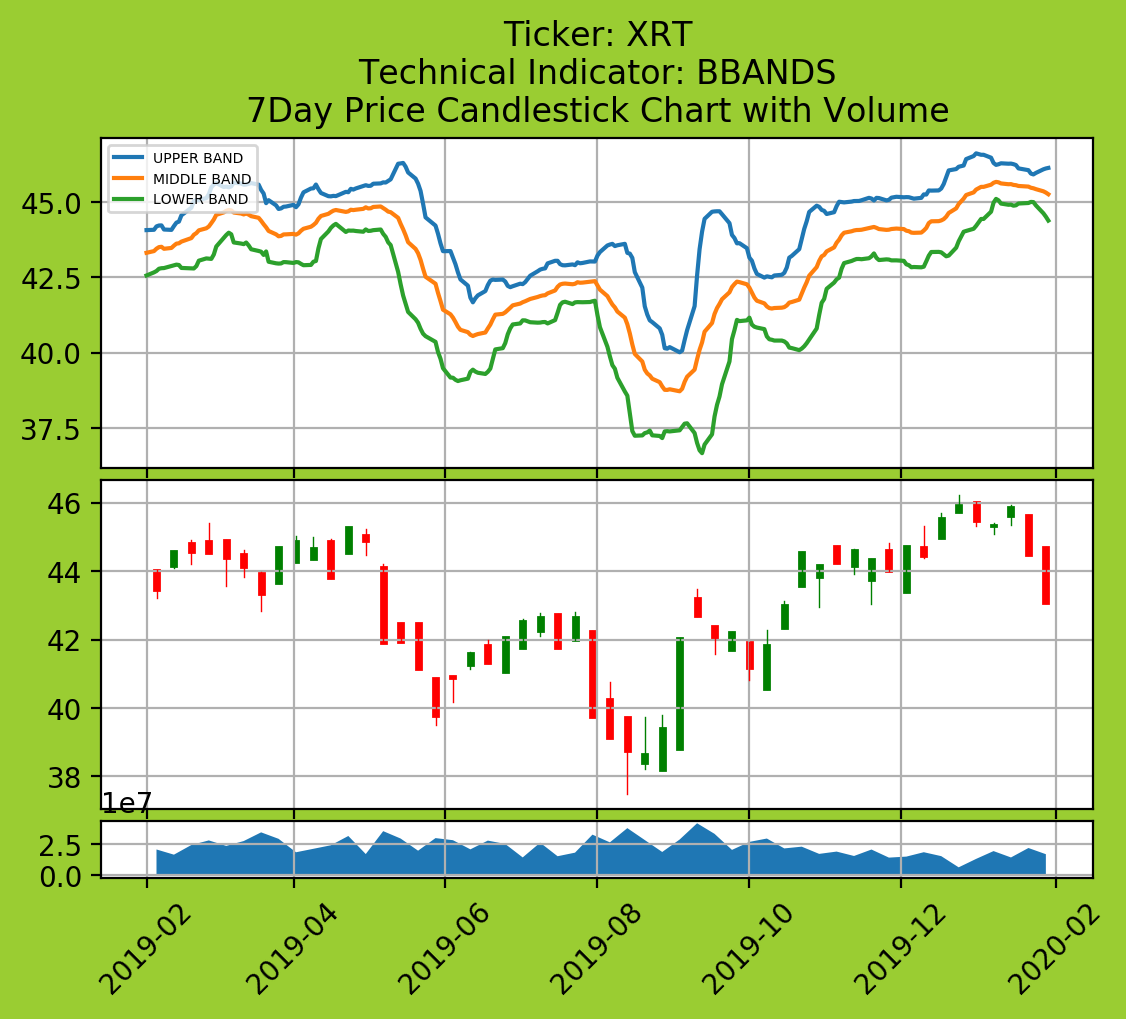 Ticker: XRT
Technical Indicator: BBANDS
7Day Price Candlestick Chart with Volume
UPPER BAND
MIDDLE BAND
LOWER BAND
45.0
42.5
40.0
37.5
46
44
42
40
38
1e7
2.5
0.0
2019-02
2019-04
2019-06
2019-08
2019-10
2019-12
2020-02